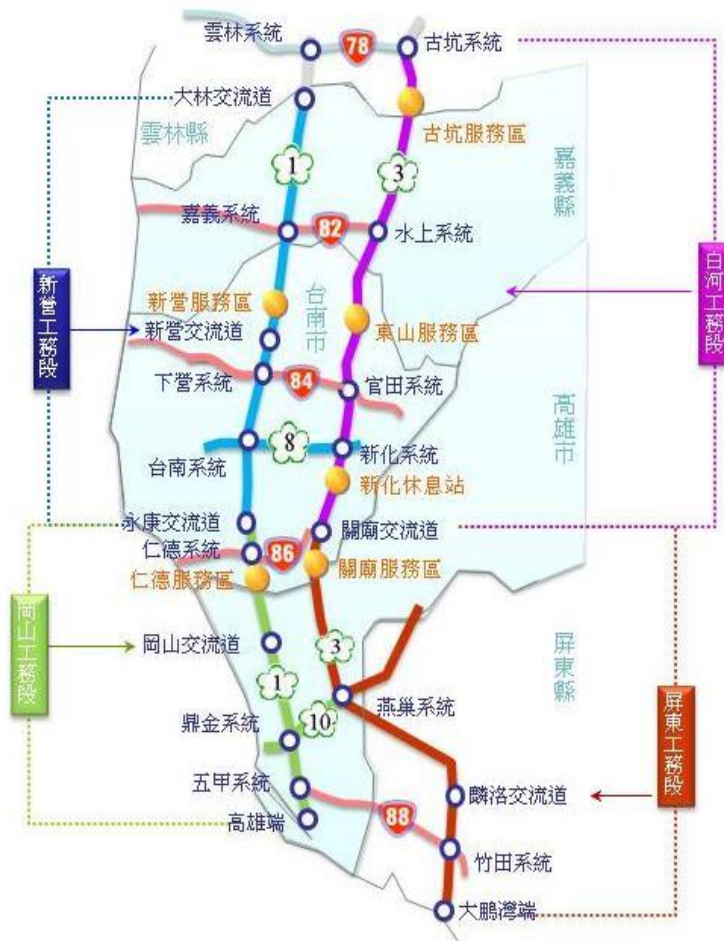 雲林系統
78
古坑系統
大林交流道
古坑服務區
雲林縣
嘉義縣
1
3
嘉義系統
82
水上系統
新營工務段
白河工務段
新營服務區
台南市
東山服務區
新營交流道
下營系統
84
官田系統
高雄市
8
台南系統
新化系統
新化休息站
永康交流道
關廟交流道
仁德系統
86
關廟服務區
仁德服務區
岡山工務段
岡山交流道
3
屏東縣
1
燕巢系統
10
鼎金系統
屏東工務段
五甲系統
麟洛交流道
高雄端
88
竹田系統
大鵬灣端